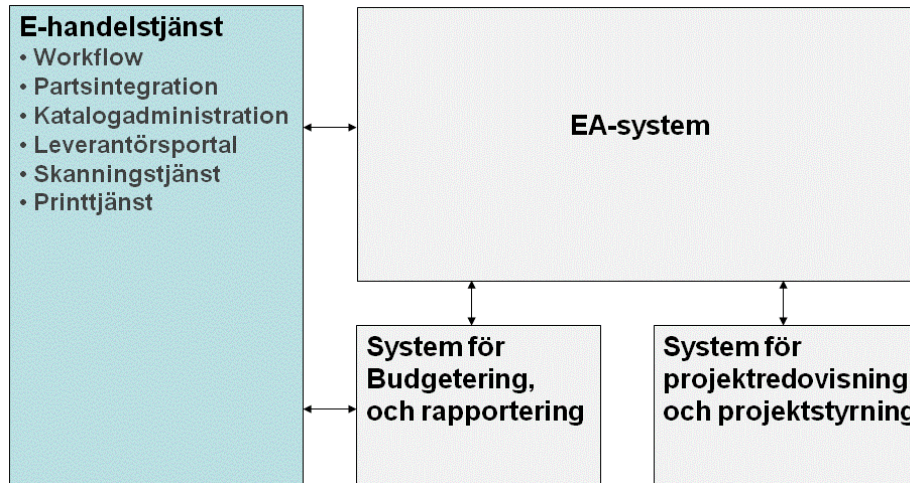 E-handelstjänst
• Workflow
• Partsintegration
• Katalogadministration
• Leverantörsportal
• Skanningstjänst
• Printtjänst
EA-system
System för
Budgetering,
och rapportering
System för
projektredovisning
och projektstyrning